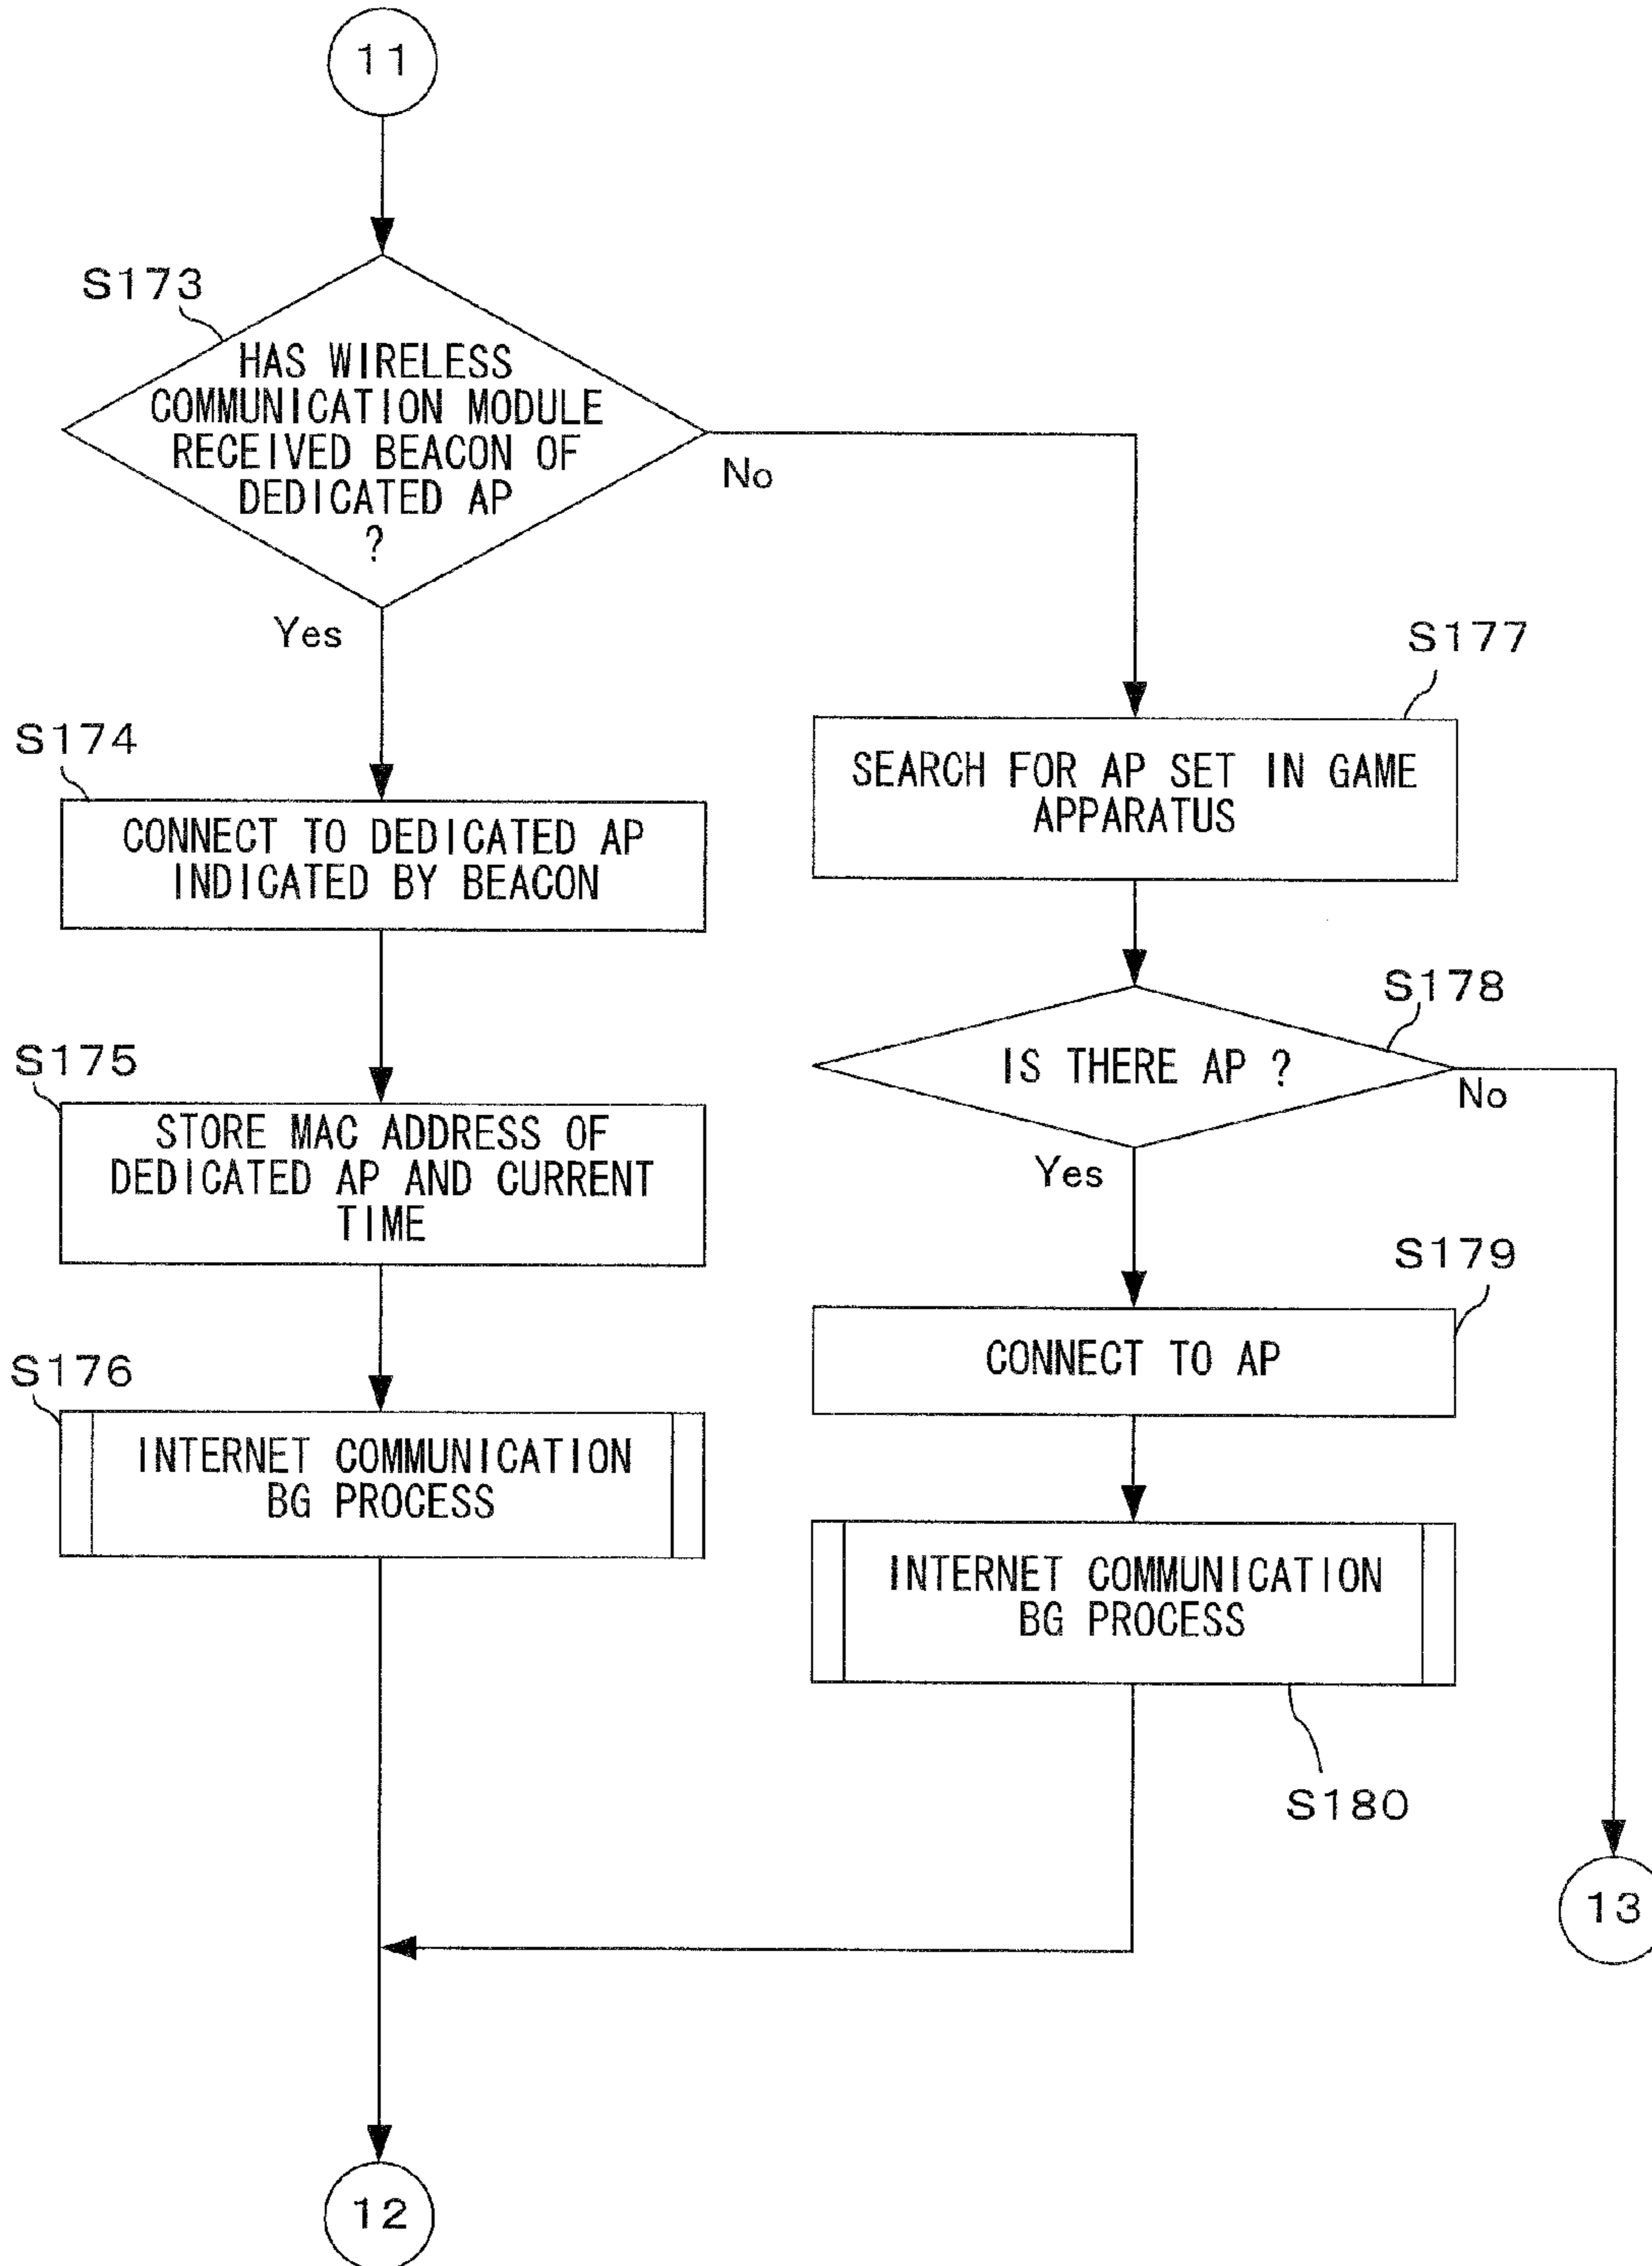 11
S173
HAS WIRELESS
COMMUNICATION MODULE
RECEIVED BEACON OF
DEDICATED AP
?
No
Yes
S174
CONNECT TO DEDICATED AP
INDICATED BY BEACON
S175
STORE MAC ADDRESS OF
DEDICATED AP AND CURRENT
TIME
S176
INTERNET COMMUNICATION
BG PROCESS
S177
SEARCH FOR AP SET IN GAME
APPARATUS
S178
IS THERE AP ?
No
Yes
S179
CONNECT TO AP
INTERNET COMMUNICATION
BG PROCESS
S180
13
12